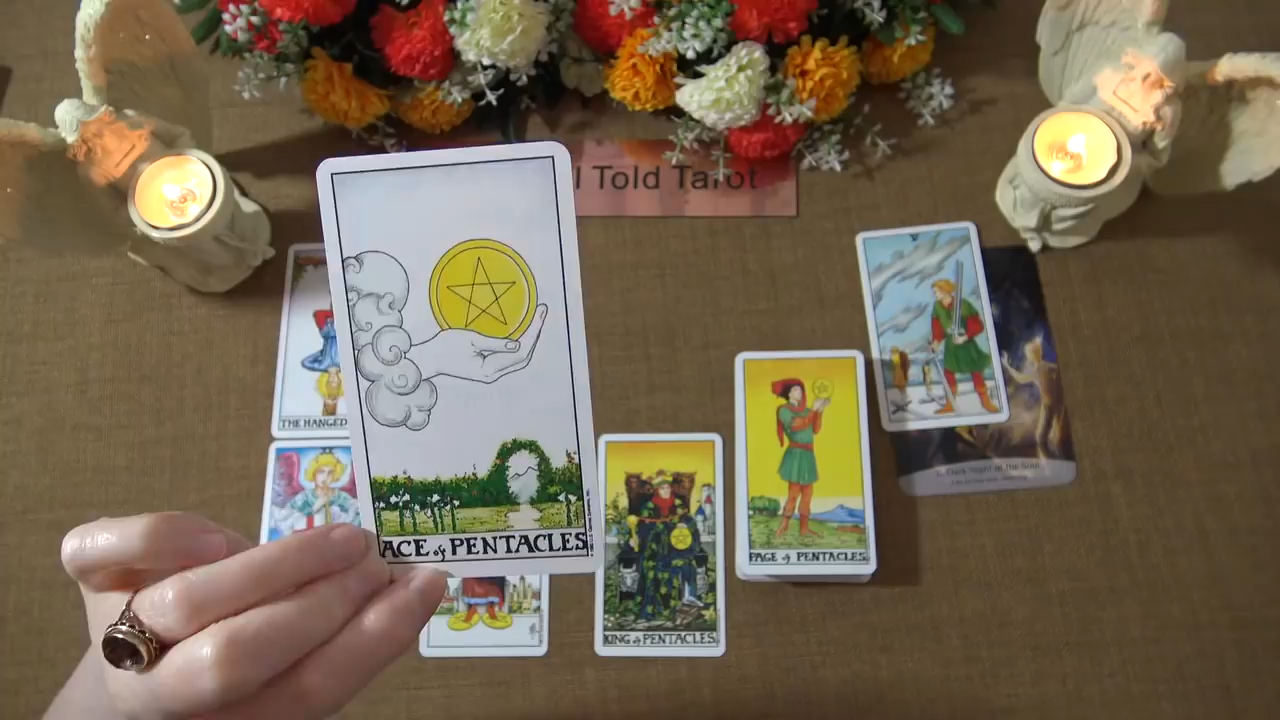 l Told Tarot
THE HANGED
ACE of PENTACLES
KING of PENTACLES
PAGE of PENTACLES
V
Dark Night of the Soul